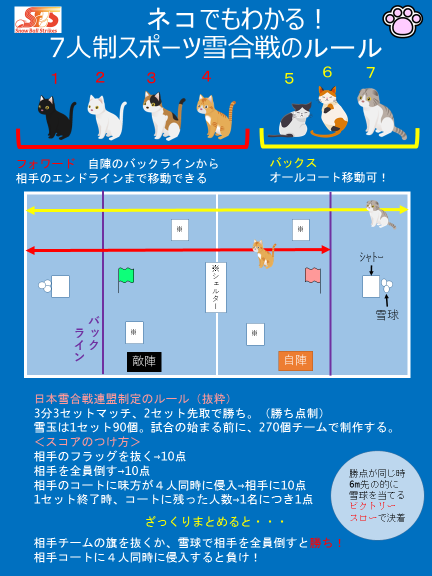 SBS
Snow Ball Strikes
ネコでもわかる！
7人制スポーツ雪合戦のルール
1 2 3 4 5 6 7
フォワード…自陣のバックラインから
相手のエンドラインまで移動できる
バックス
オールコート移動可！
※
※
※シェルター
※
※
シャトー
雪球
バックライン
敵陣
自陣
日本雪合戦連盟制定のルール（抜粋）
3分3セットマッチ、2セット先取で勝ち。（勝ち点制）
雪玉は1セット90個。試合の始まる前に、270個チームで制作する。
＜スコアのつけ方＞
相手のフラッグを抜く→10点
相手を全員倒す→10点
相手のコートに味方が４人同時に侵入→相手に10点
1セット終了時、コートに残った人数→1名につき1点
勝点が同じ時
6m先の的に
雪球を当てる
ビクトリー
スローで決着
ざっくりまとめると・・・
相手チームの旗を抜くか、雪球で相手を全員倒すと勝ち！
相手コートに４人同時に侵入すると負け！